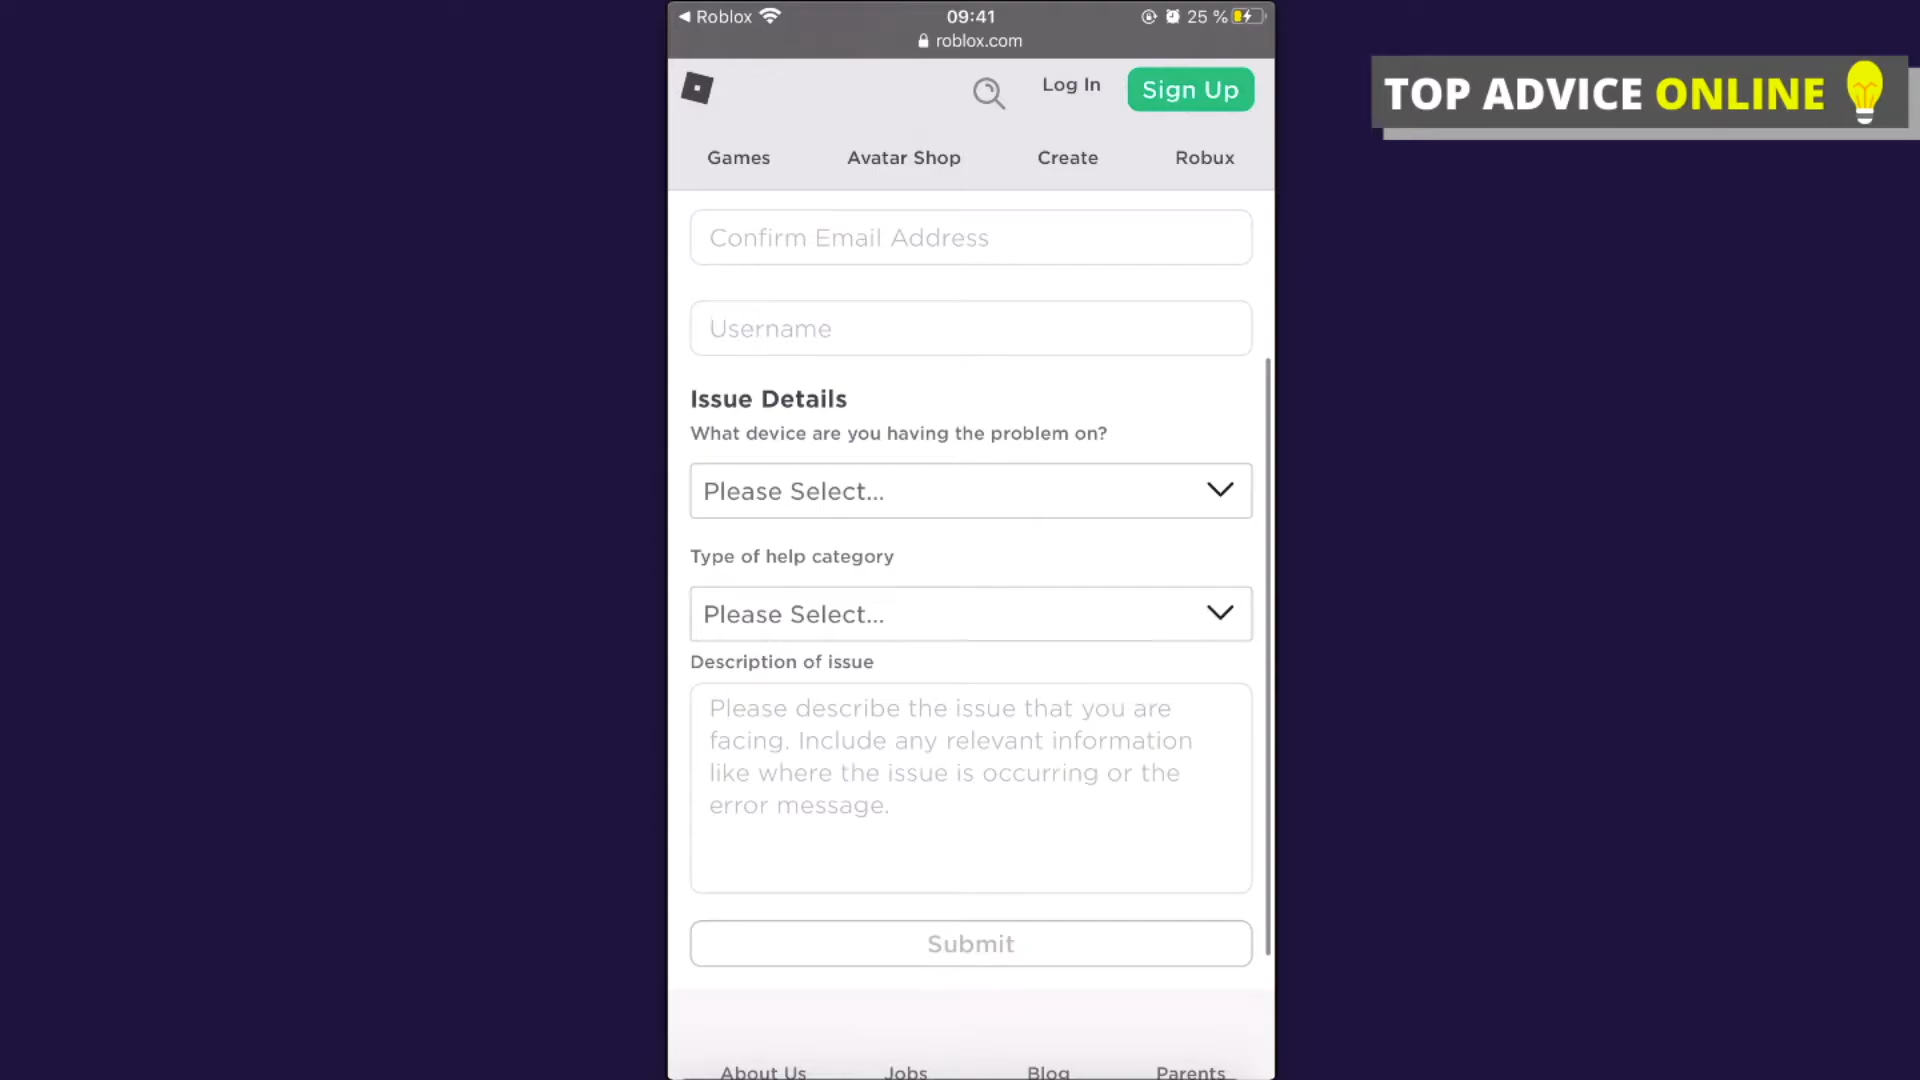 Roblox
09:41
25 %
roblox.com
TOP ADVICE ONLINE
Log In
Sign Up
Games
Avatar Shop
Create
Robux
Confirm Email Address
Username
Issue Details
What device are you having the problem on?
Please Select...
Type of help category
Please Select...
Description of issue
Please describe the issue that you are
facing. Include any relevant information
like where the issue is occurring or the
error message.
Submit
About Us
Jobs
Blog
Parents